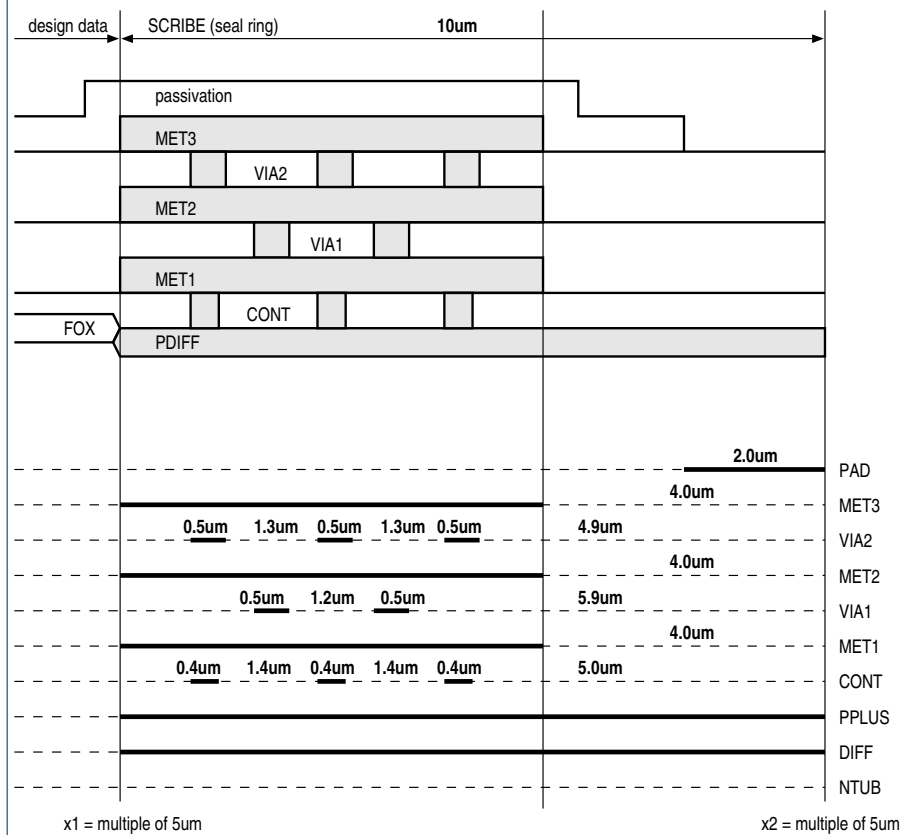 design data SCRIBE (seal ring) 10um
passivation
MET3
VIA2
MET2
VIA1
MET1
CONT
FOX
PDIFF
2.0um PAD
4.0um MET3
0.5um 1.3um 0.5um 1.3um 0.5um 4.9um VIA2
4.0um MET2
0.5um 1.2um 0.5um 5.9um VIA1
4.0um MET1
0.4um 1.4um 0.4um 1.4um 0.4um 5.0um CONT
PPLUS
DIFF
NTUB
x1 = multiple of 5um x2 = multiple of 5um